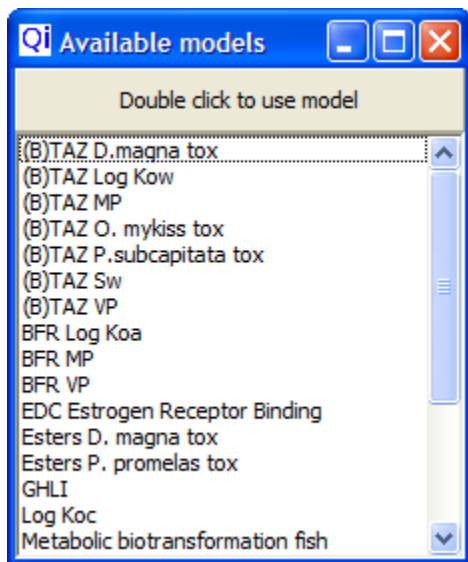 Qi Available models
Double click to use model
(B)TAZ D.magna tox
(B)TAZ Log Kow
(B)TAZ MP
(B)TAZ O. mykiss tox
(B)TAZ P.subcapitata tox
(B)TAZ Sw
(B)TAZ VP
BFR Log Koa
BFR MP
BFR VP
EDC Estrogen Receptor Binding
Esters D. magna tox
Esters P. promelas tox
GHLI
Log Koc
Metabolic biotransformation fish